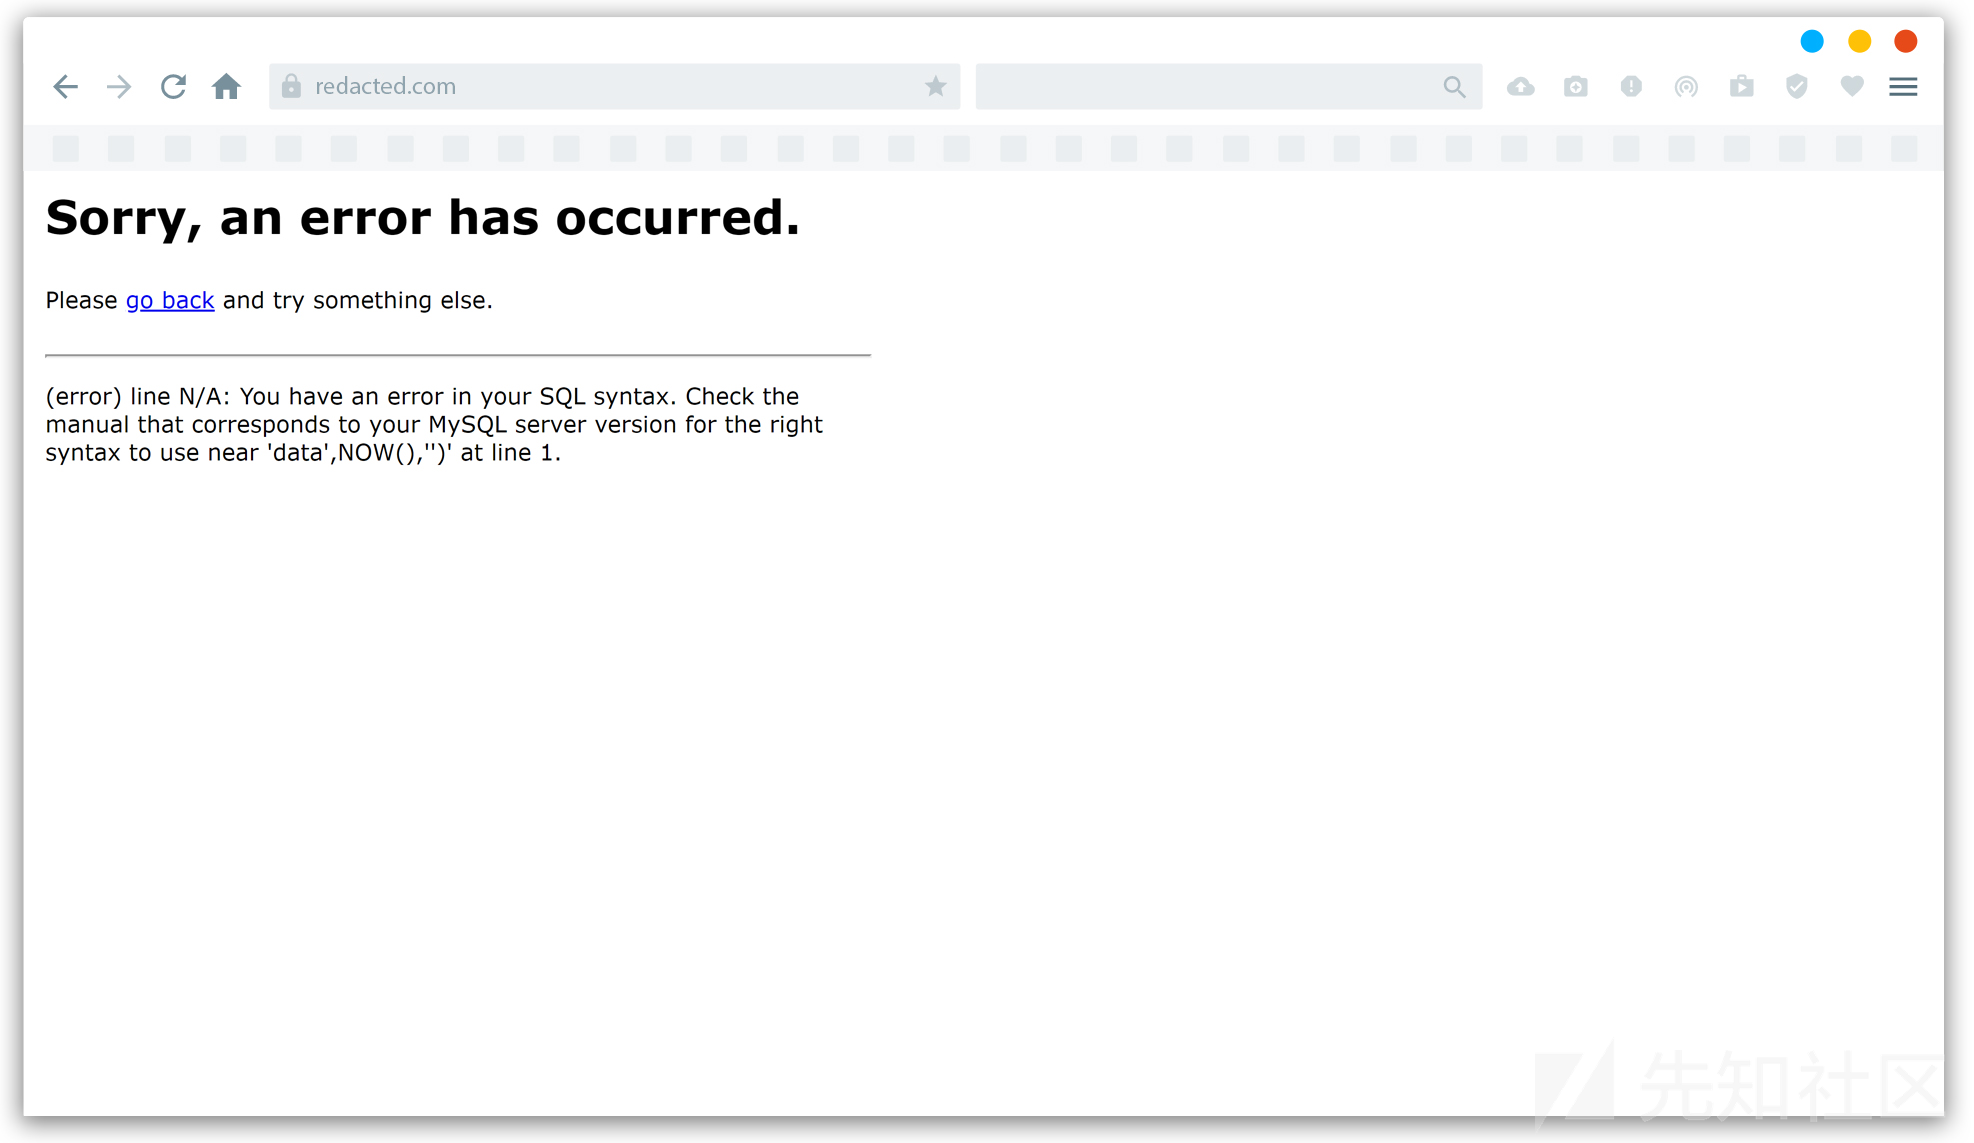 redacted.com
Sorry, an error has occurred.
Please go back and try something else.
(error) line N/A: You have an error in your SQL syntax. Check the
manual that corresponds to your MySQL server version for the right
syntax to use near 'data',NOW(),'')' at line 1.
先知社区